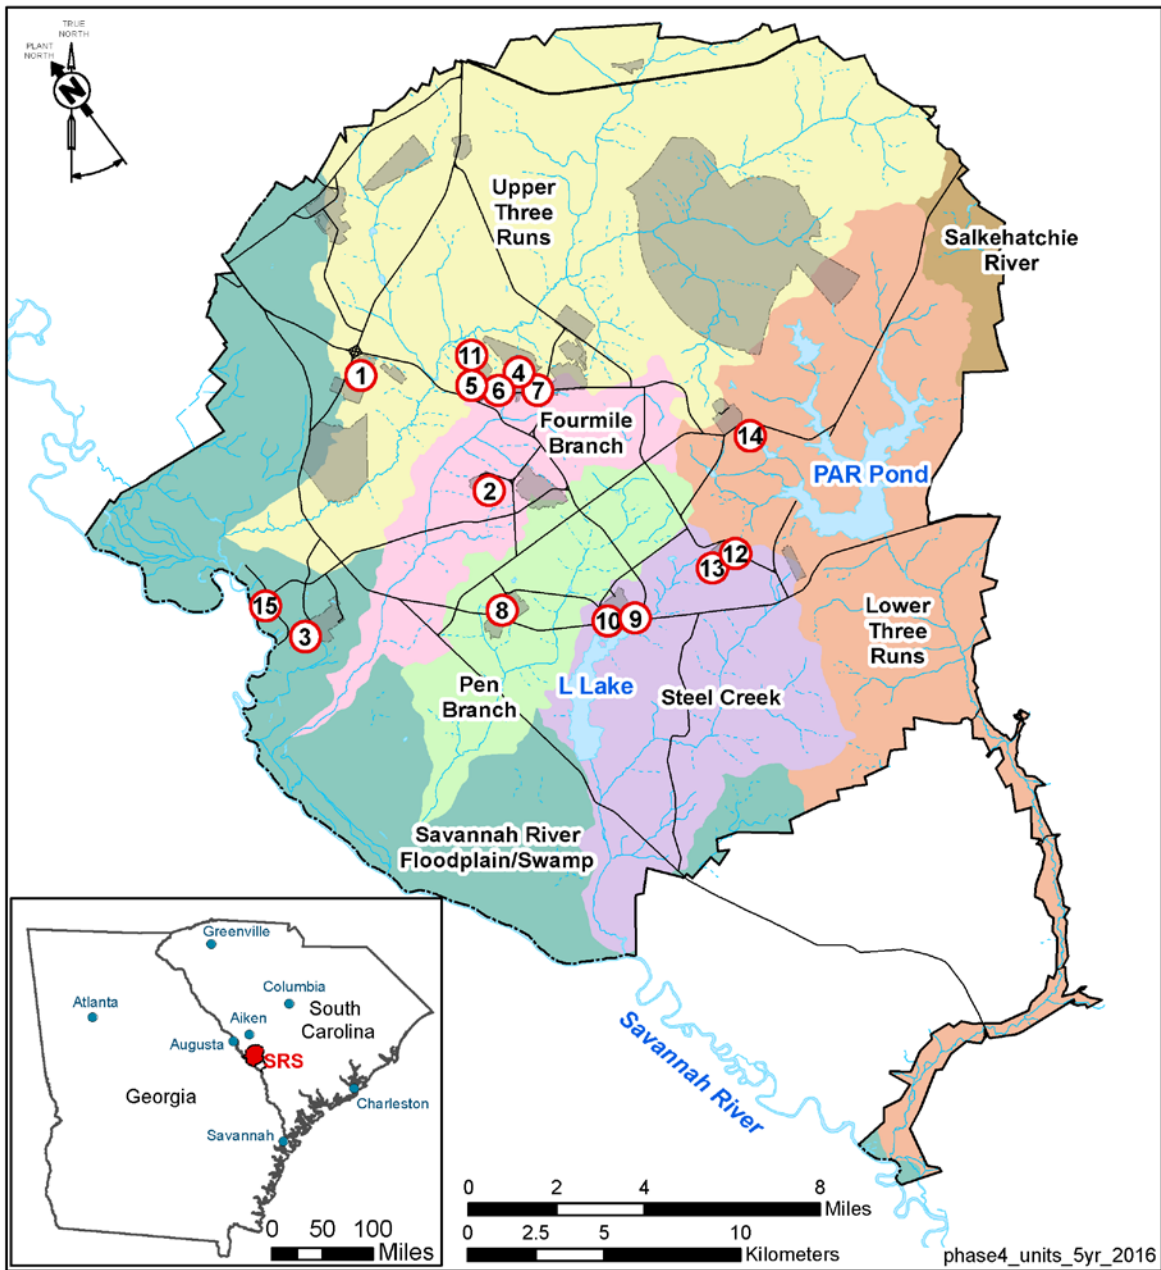 TRUE
NORTH
PLANT
NORTH
N
Upper
Three
Runs
Salkehatchie
River
11
4
1
5
6
7
Fourmile
Branch
14
PAR Pond
2
12
13
15
8
10
9
3
Lower
Three
Runs
Pen
Branch
L Lake
Steel Creek
Savannah River
Floodplain/Swamp
Savannah River
Greenville
Columbia
Atlanta
South
Carolina
Aiken
Augusta
SRS
Georgia
Charleston
Savannah
0 50 100
Miles
0 2 4 8
Miles
0 2.5 5 10
Kilometers
phase4_units_5yr_2016